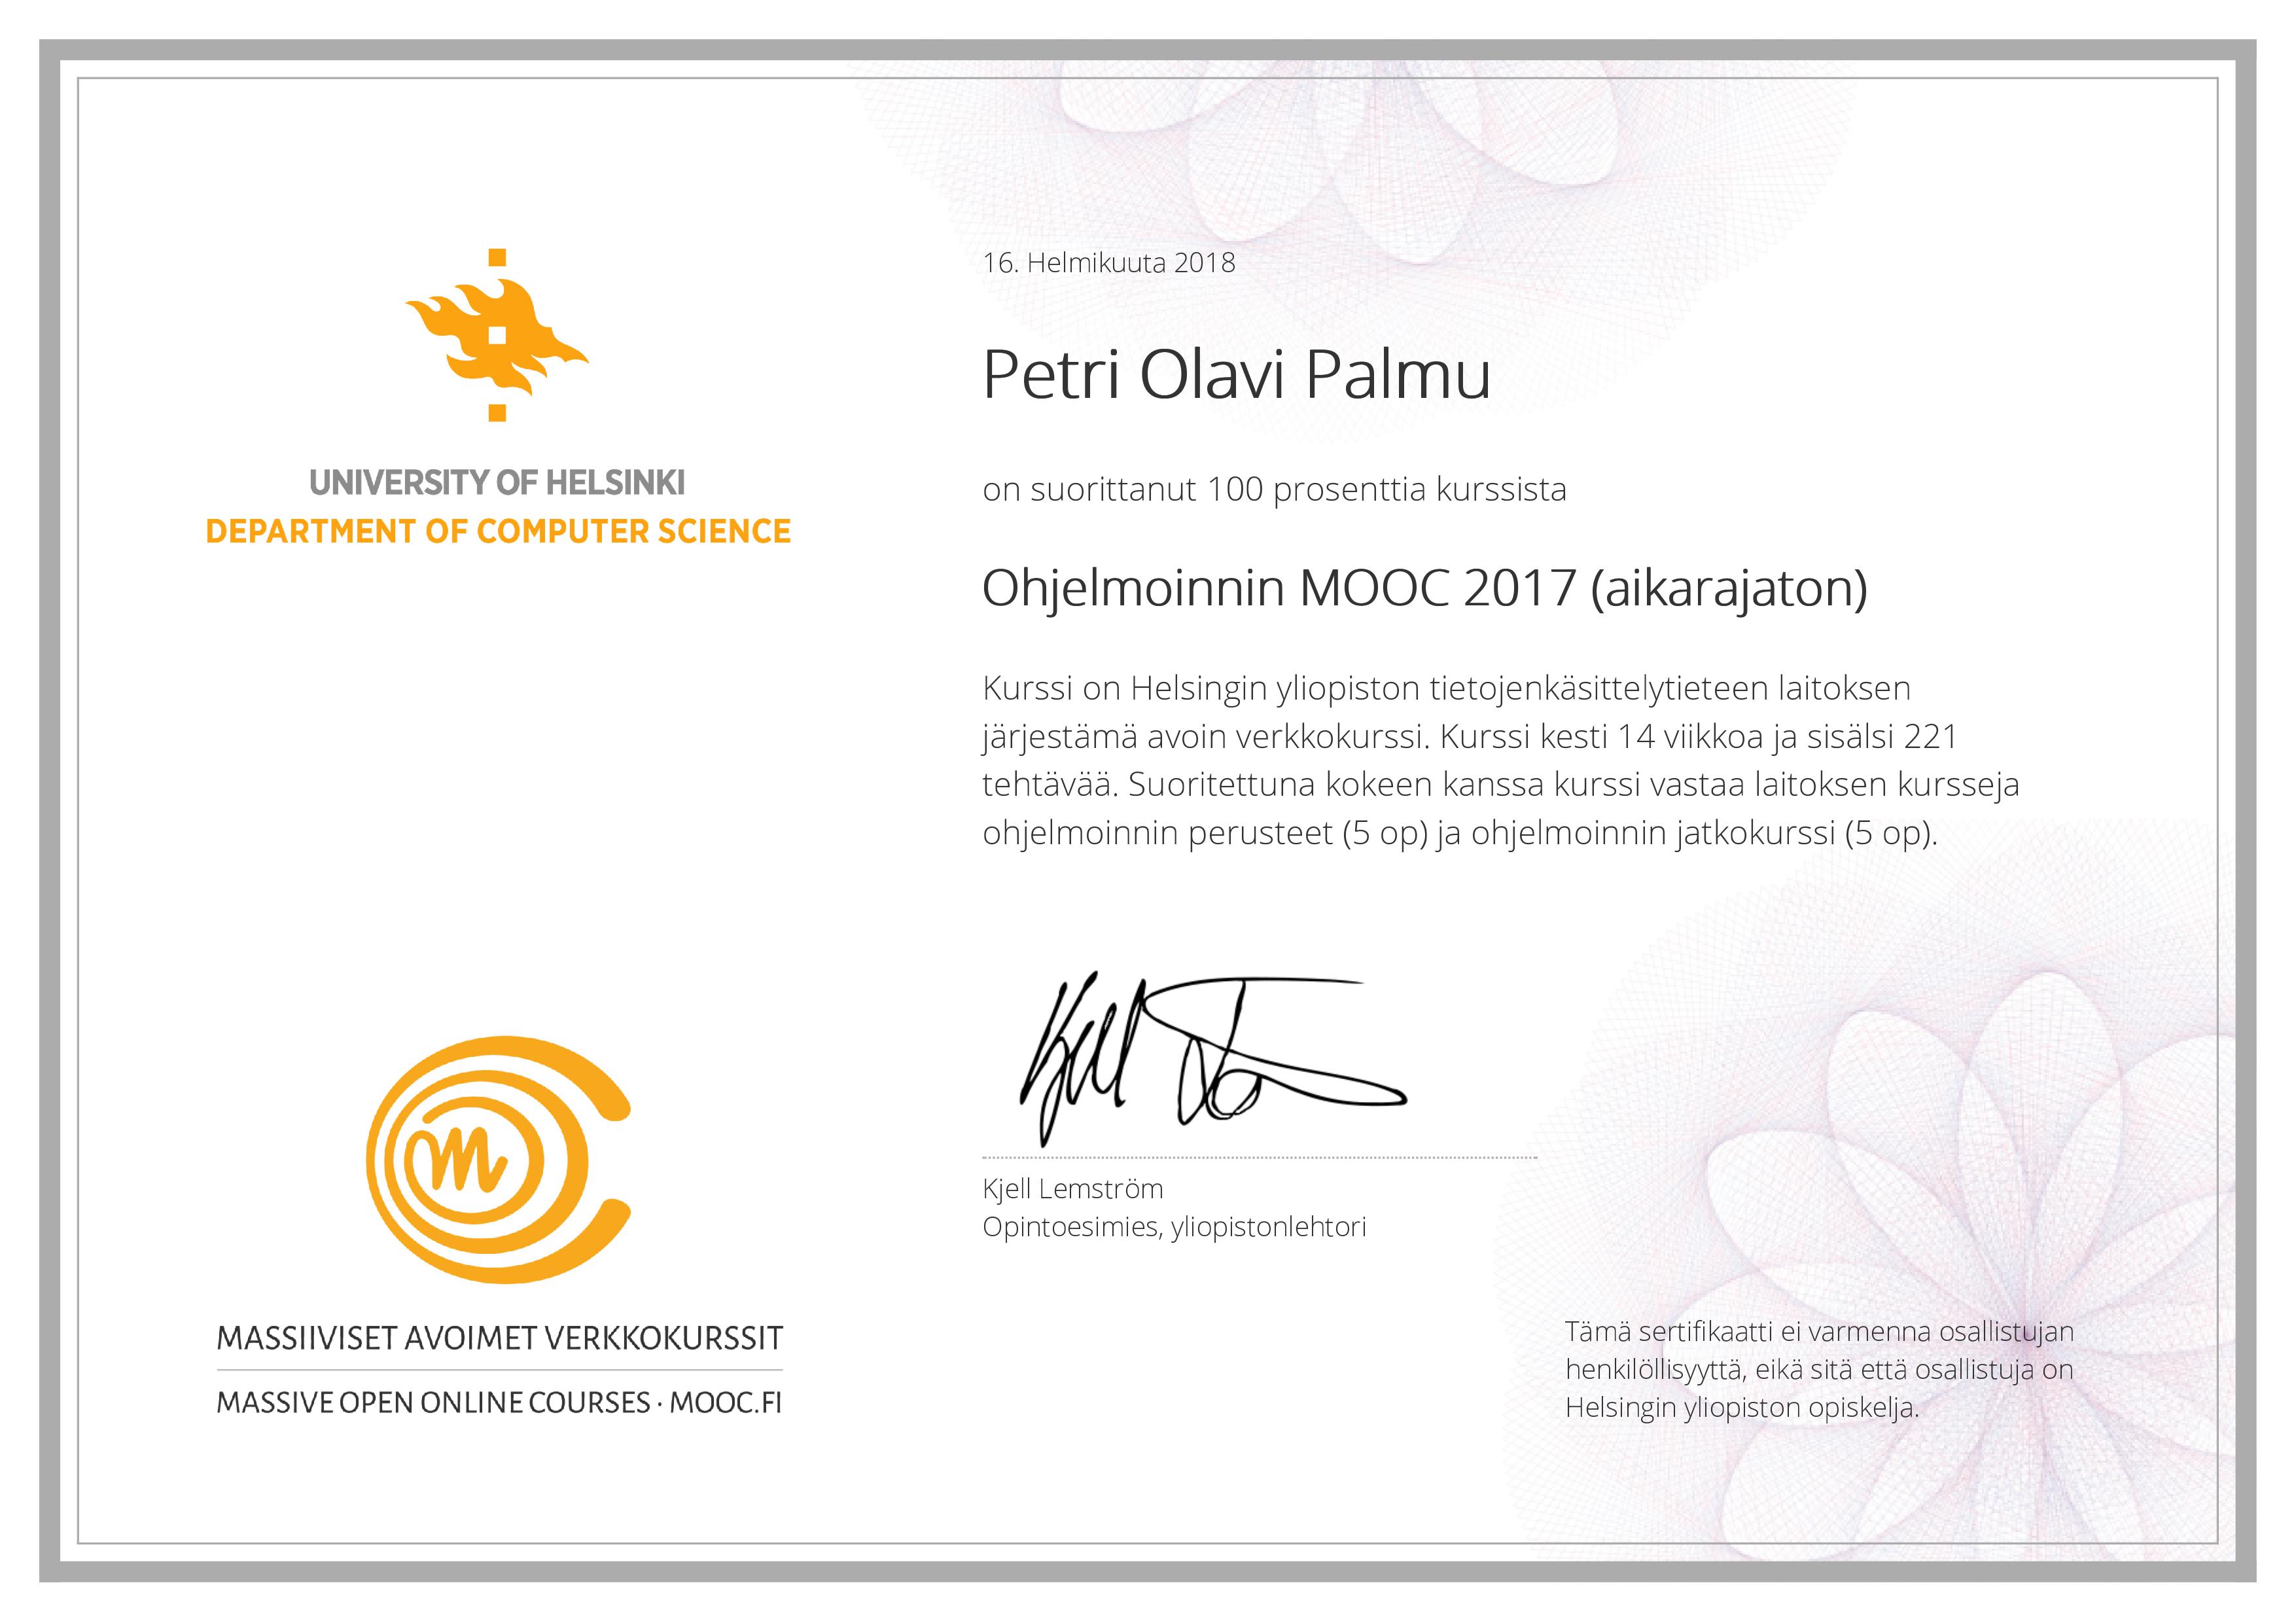 UNIVERSITY OF HELSINKI
DEPARTMENT OF COMPUTER SCIENCE
16. Helmikuuta 2018
Petri Olavi Palmu
on suorittanut 100 prosenttia kurssista
Ohjelmoinnin MOOC 2017 (aikarajaton)
Kurssi on Helsingin yliopiston tietojenkäsittelytieteen laitoksen
järjestämä avoin verkkokurssi. Kurssi kesti 14 viikkoa ja sisälsi 221
tehtävää. Suoritettuna kokeen kanssa kurssi vastaa laitoksen kursseja
ohjelmoinnin perusteet (5 op) ja ohjelmoinnin jatkokurssi (5 op).
Kjell Lemström
Opintoesimies, yliopistonlehtori
m
MASSIIVISET AVOIMET VERKKOKURSSIT
MASSIVE OPEN ONLINE COURSES · MOOC.FI
Tämä sertifikaatti ei varmenna osallistujan
henkilöllisyyttä, eikä sitä että osallistuja on
Helsingin yliopiston opiskelja.